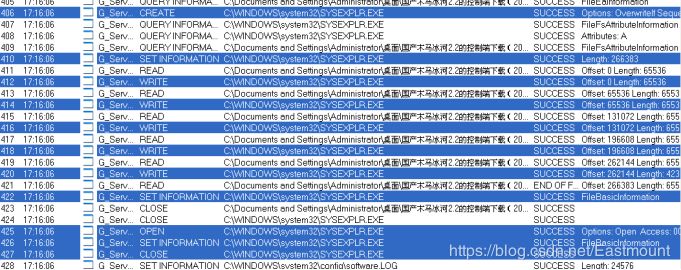 405 17:16:06 G_Serv... QUERY INFORMA... C:\Documents and Settings\Administrator\桌面\国产木马冰河2.2的控制端下载(20... SUCCESS FileEaInformation
406 17:16:06 G_Serv... CREATE C:\WINDOWS\system32\SYSEXPLR.EXE SUCCESS Options: OverwriteIf Seque
407 17:16:06 G_Serv... QUERY INFORMA... C:\WINDOWS\system32\SYSEXPLR.EXE SUCCESS FileFsAttributeInformation
408 17:16:06 G_Serv... QUERY INFORMA... C:\WINDOWS\system32\SYSEXPLR.EXE SUCCESS Attributes: A
409 17:16:06 G_Serv... QUERY INFORMA... C:\Documents and Settings\Administrator\桌面\国产木马冰河2.2的控制端下载(20... SUCCESS FileFsAttributeInformation
410 17:16:06 G_Serv... SET INFORMATION C:\WINDOWS\system32\SYSEXPLR.EXE SUCCESS Length: 266383
411 17:16:06 G_Serv... READ C:\Documents and Settings\Administrator\桌面\国产木马冰河2.2的控制端下载(20... SUCCESS Offset: 0 Length: 65536
412 17:16:06 G_Serv... WRITE C:\WINDOWS\system32\SYSEXPLR.EXE SUCCESS Offset: 0 Length: 65536
413 17:16:06 G_Serv... READ C:\Documents and Settings\Administrator\桌面\国产木马冰河2.2的控制端下载(20... SUCCESS Offset: 65536 Length: 6553
414 17:16:06 G_Serv... WRITE C:\WINDOWS\system32\SYSEXPLR.EXE SUCCESS Offset: 65536 Length: 6553
415 17:16:06 G_Serv... READ C:\Documents and Settings\Administrator\桌面\国产木马冰河2.2的控制端下载(20... SUCCESS Offset: 131072 Length: 655
416 17:16:06 G_Serv... WRITE C:\WINDOWS\system32\SYSEXPLR.EXE SUCCESS Offset: 131072 Length: 655
417 17:16:06 G_Serv... READ C:\Documents and Settings\Administrator\桌面\国产木马冰河2.2的控制端下载(20... SUCCESS Offset: 196608 Length: 655
418 17:16:06 G_Serv... WRITE C:\WINDOWS\system32\SYSEXPLR.EXE SUCCESS Offset: 196608 Length: 655
419 17:16:06 G_Serv... READ C:\Documents and Settings\Administrator\桌面\国产木马冰河2.2的控制端下载(20... SUCCESS Offset: 262144 Length: 655
420 17:16:06 G_Serv... WRITE C:\WINDOWS\system32\SYSEXPLR.EXE SUCCESS Offset: 262144 Length: 423
421 17:16:06 G_Serv... READ C:\Documents and Settings\Administrator\桌面\国产木马冰河2.2的控制端下载(20... END OF F... Offset: 266383 Length: 655
422 17:16:06 G_Serv... SET INFORMATION C:\WINDOWS\system32\SYSEXPLR.EXE SUCCESS FileBasicInformation
423 17:16:06 G_Serv... CLOSE C:\Documents and Settings\Administrator\桌面\国产木马冰河2.2的控制端下载(20... SUCCESS
424 17:16:06 G_Serv... CLOSE C:\WINDOWS\system32\SYSEXPLR.EXE SUCCESS
425 17:16:06 G_Serv... OPEN C:\WINDOWS\system32\SYSEXPLR.EXE SUCCESS Options: Open Access: 00
426 17:16:06 G_Serv... SET INFORMATION C:\WINDOWS\system32\SYSEXPLR.EXE SUCCESS FileBasicInformation
427 17:16:06 G_Serv... CLOSE C:\WINDOWS\system32\SYSEXPLR.EXE SUCCESS
428 17:16:06 G_Serv... SET INFORMATION C:\WINDOWS\system32\config\software.LOG SUCCESS Length: 24576
https://blog.csdn.net/Eastmount